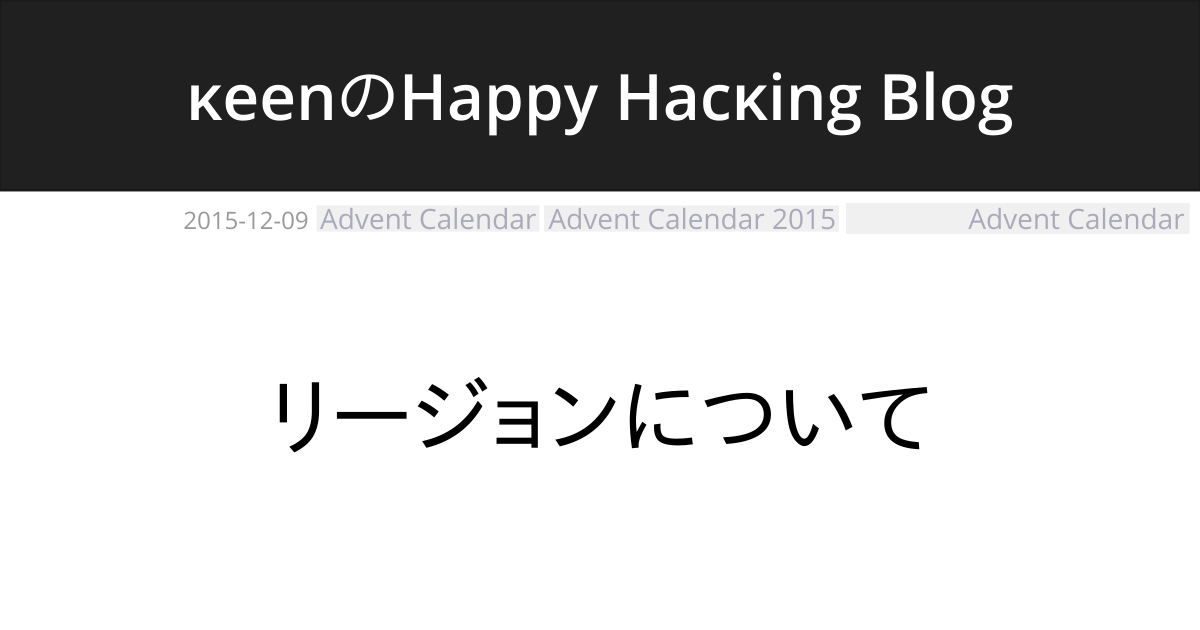 κeenのHappy Hacκing Blog
2015-12-09 Advent Calendar Advent Calendar 2015 Advent Calendar
リージョンについて